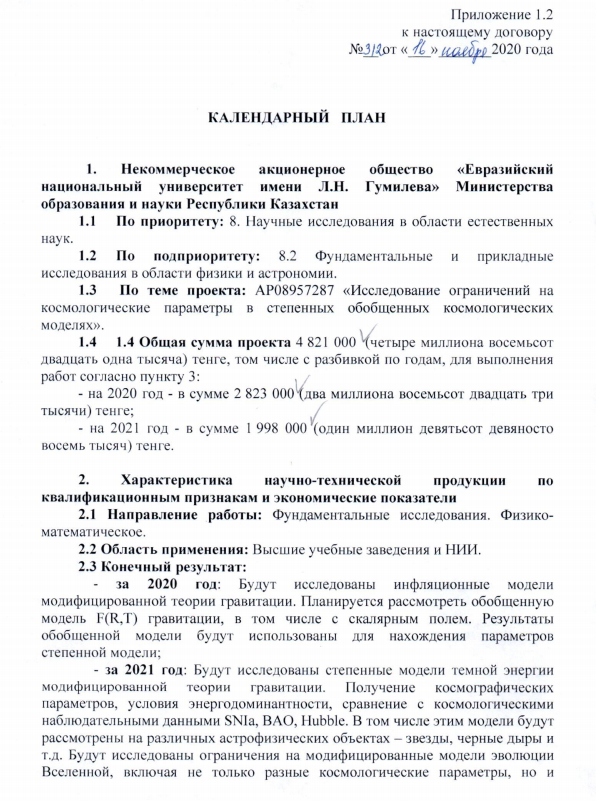 Приложение 1.2
к настоящему договору
№312от «16» ноября 2020 года
КАЛЕНДАРНЫЙ ПЛАН
1. Некоммерческое акционерное общество «Евразийский
национальный университет имени Л.Н. Гумилева» Министерства
образования и науки Республики Казахстан
1.1 По приоритету: 8. Научные исследования в области естественных
наук.
1.2 По подприоритету: 8.2 Фундаментальные и прикладные
исследования в области физики и астрономии.
1.3 По теме проекта: АР08957287 «Исследование ограничений на
космологические параметры в степенных обобщенных космологических
моделях».
1.4 1.4 Общая сумма проекта 4 821 000 (четыре миллиона восемьсот
двадцать одна тысяча) тенге, том числе с разбивкой по годам, для выполнения
работ согласно пункту 3:
- на 2020 год - в сумме 2 823 000 (два миллиона восемьсот двадцать три
тысячи) тенге;
- на 2021 год - в сумме 1 998 000 (один миллион девятьсот девяносто
восемь тысяч) тенге.
2. Характеристика научно-технической продукции по
квалификационным признакам и экономические показатели
2.1 Направление работы: Фундаментальные исследования. Физико-
математическое.
2.2 Область применения: Высшие учебные заведения и НИИ.
2.3 Конечный результат:
- за 2020 год: Будут исследованы инфляционные модели
модифицированной теории гравитации. Планируется рассмотреть обобщенную
модель F(R,T) гравитации, в том числе с скалярным полем. Результаты
обобщенной модели будут использованы для нахождения параметров
степенной модели;
- за 2021 год: Будут исследованы степенные модели темной энергии
модифицированной теории гравитации. Получение космографических
параметров, условия энергодоминантности, сравнение с космологическими
наблюдательными данными SNIa, BAO, Hubble. В том числе этим модели будут
рассмотрены на различных астрофизических объектах – звезды, черные дыры и
т.д. Будут исследованы ограничения на модифицированные модели эволюции
Вселенной, включая не только разные космологические параметры, но и